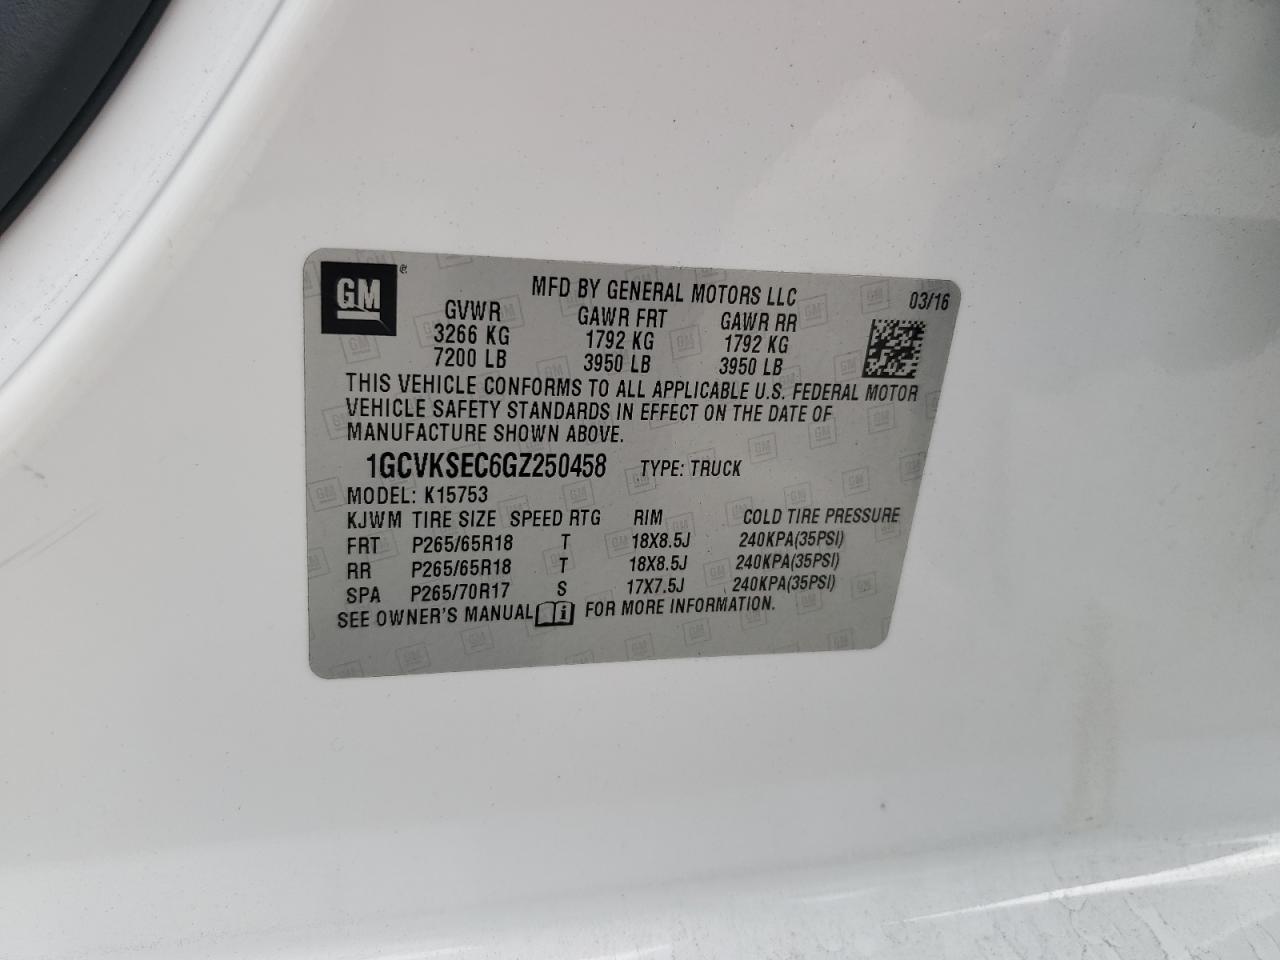 GM ®
MFD BY GENERAL MOTORS LLC 03/16
GVWR GAWR FRT GAWR RR
3266 KG 1792 KG 1792 KG
7200 LB 3950 LB 3950 LB
THIS VEHICLE CONFORMS TO ALL APPLICABLE U.S. FEDERAL MOTOR
VEHICLE SAFETY STANDARDS IN EFFECT ON THE DATE OF
MANUFACTURE SHOWN ABOVE.
1GCVKSEC6GZ250458 TYPE: TRUCK
MODEL: K15753
KJWM TIRE SIZE SPEED RTG RIM COLD TIRE PRESSURE
FRT P265/65R18 T 18X8.5J 240KPA(35PSI)
RR P265/65R18 T 18X8.5J 240KPA(35PSI)
SPA P265/70R17 S 17X7.5J 240KPA(35PSI)
SEE OWNER'S MANUAL i FOR MORE INFORMATION.